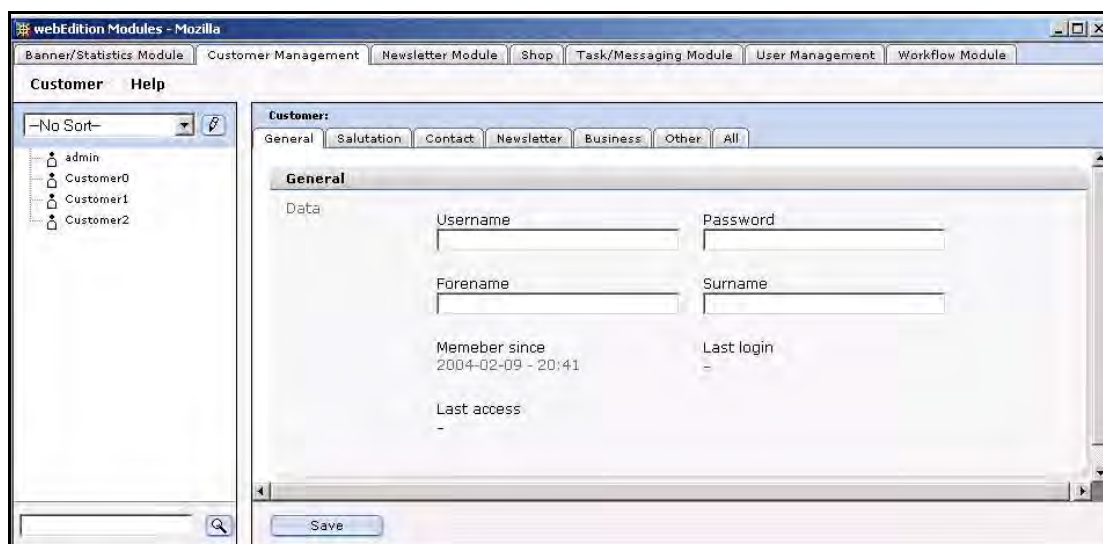 webEdition Modules - Mozilla
Banner/Statistics Module Customer Management Newsletter Module Shop Task/Messaging Module User Management Workflow Module
Customer Help
--No Sort--
admin
Customer0
Customer1
Customer2
Customer:
General Salutation Contact Newsletter Business Other All
General
Data
Username Password
Forename Surname
Memeber since Last login
2004-02-09 - 20:41 -
Last access
-
Save